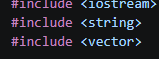 #include <iostream>
#include <string>
#include <vector>